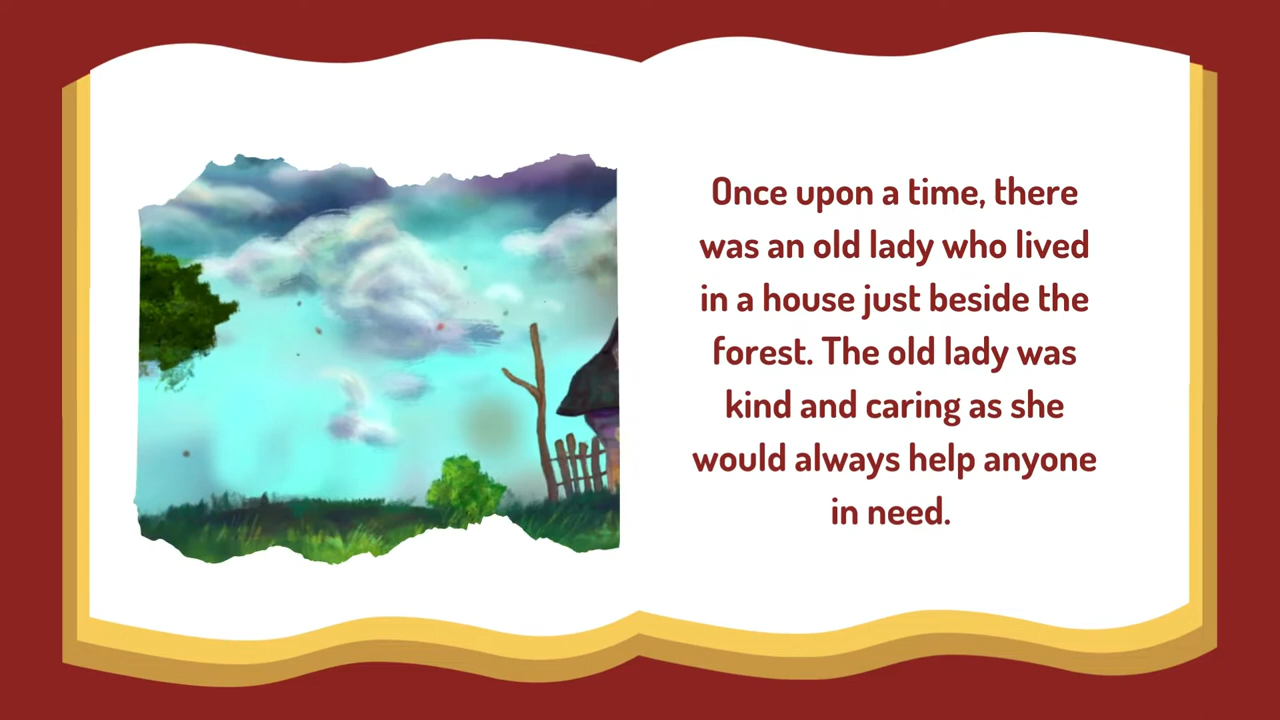 Once upon a time, there
was an old lady who lived
in a house just beside the
forest. The old lady was
kind and caring as she
would always help anyone
in need.